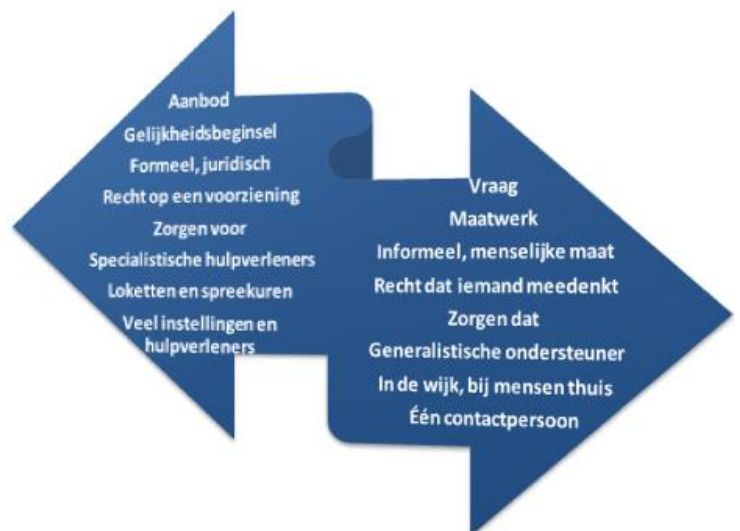 Aanbod
Gelijkheidsbeginsel
Formeel, juridisch
Recht op een voorziening
Zorgen voor
Specialistische hulpverleners
Loketten en spreekuren
Veel instellingen en
hulpverleners
Vraag
Maatwerk
Informeel, menselijke maat
Recht dat iemand meedenkt
Zorgen dat
Generalistische ondersteuner
In de wijk, bij mensen thuis
Één contactpersoon